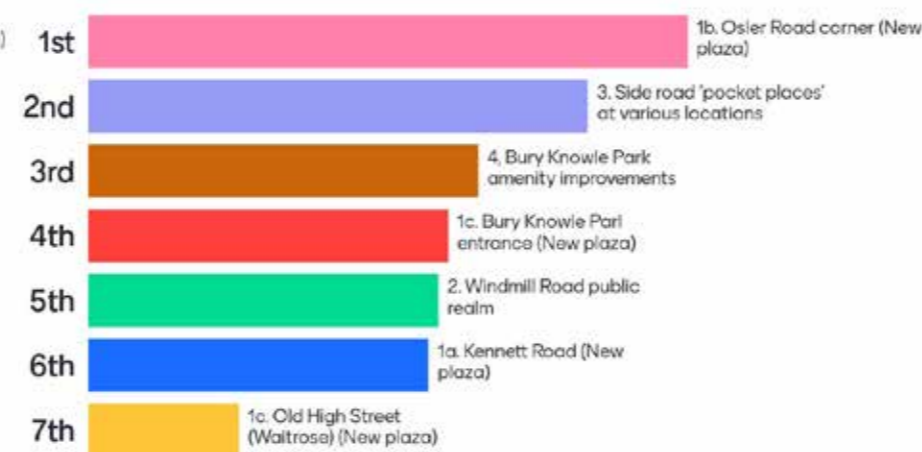 )
1st
1b. Osler Road corner (New
plaza)
2nd
3. Side road 'pocket places'
at various locations
3rd
4, Bury Knowle Park
amenity improvements
4th
1c. Bury Knowle Parl
entrance (New plaza)
5th
2. Windmill Road public
realm
6th
1a. Kennett Road (New
plaza)
7th
1c. Old High Street
(Waitrose) (New plaza)